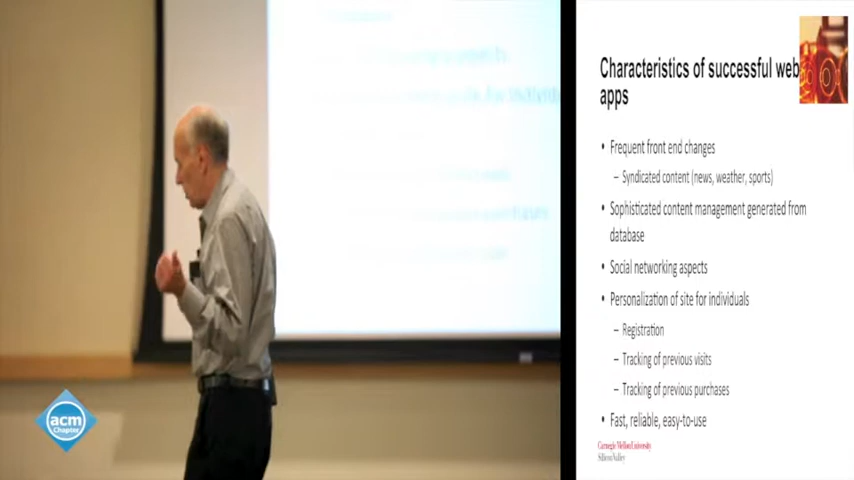 Characteristics of successful web
apps
• Frequent front end changes
– Syndicated content (news, weather, sports)
• Sophisticated content management generated from
database
• Social networking aspects
• Personalization of site for individuals
– Registration
– Tracking of previous visits
– Tracking of previous purchases
• Fast, reliable, easy-to-use
Carnegie Mellon University
Silicon Valley
acm
Chapter